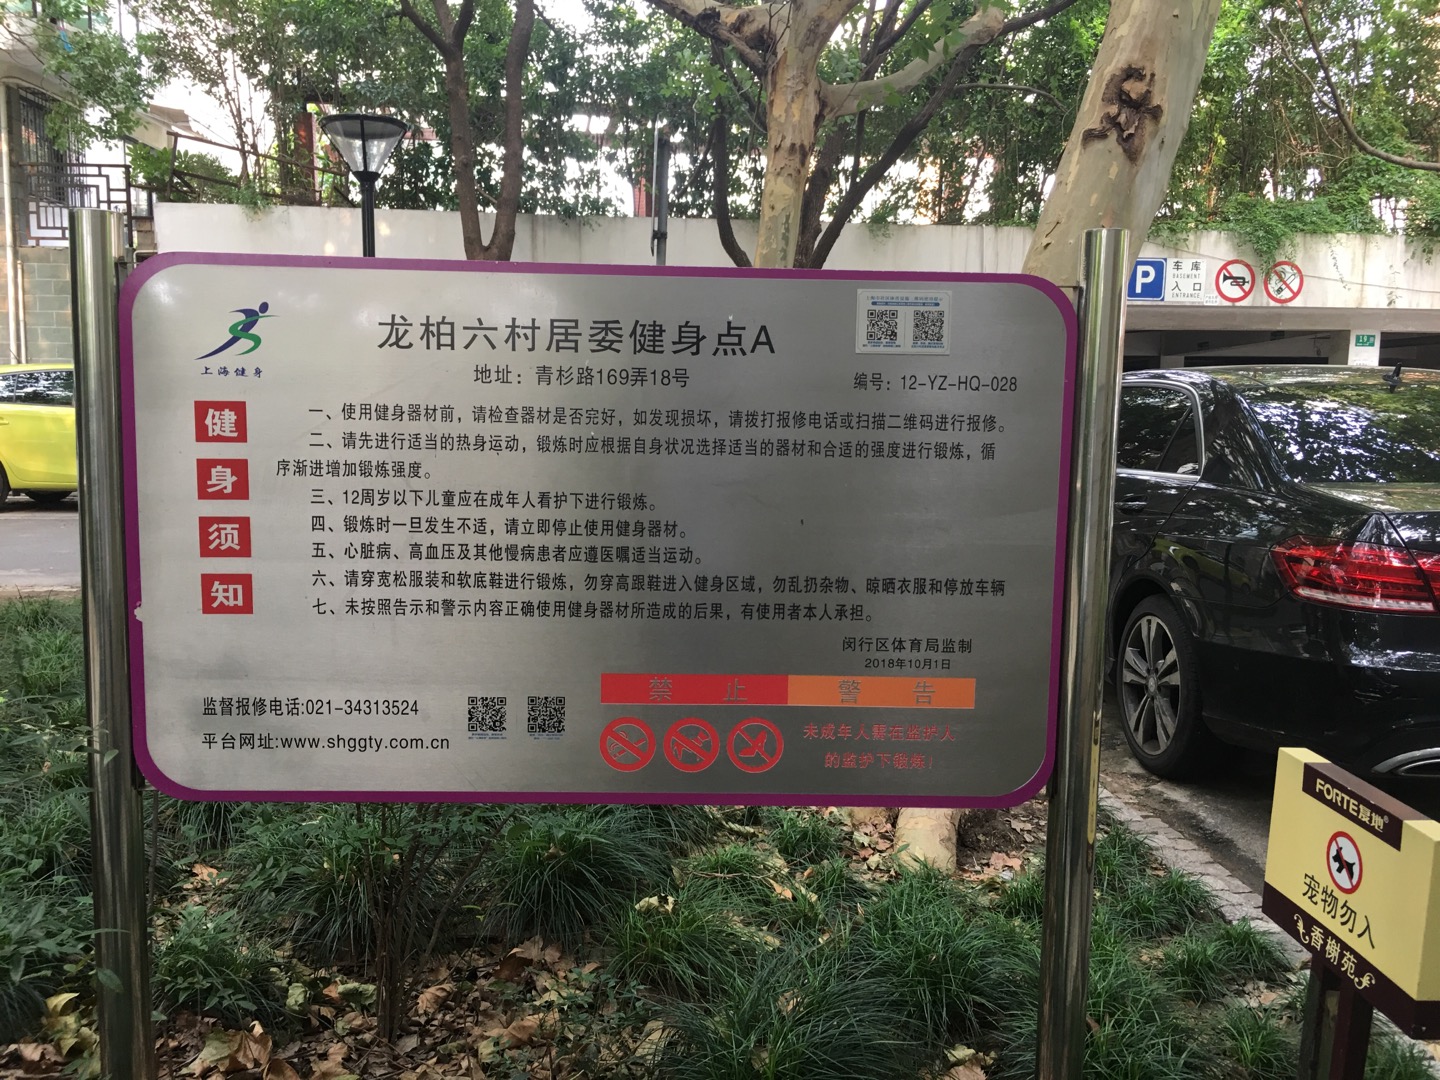 上海健身
龙柏六村居委健身点A
地址：青杉路169弄18号
编号：12-YZ-HQ-028
健身须知
一、使用健身器材前，请检查器材是否完好，如发现损坏，请拨打报修电话或扫描二维码进行报修。
二、请先进行适当的热身运动，锻炼时应根据自身状况选择适当的器材和合适的强度进行锻炼，循
序渐进增加锻炼强度。
三、12周岁以下儿童应在成年人看护下进行锻炼。
四、锻炼时一旦发生不适，请立即停止使用健身器材。
五、心脏病、高血压及其他慢病患者应遵医嘱适当运动。
六、请穿宽松服装和软底鞋进行锻炼，勿穿高跟鞋进入健身区域，勿乱扔杂物、晾晒衣服和停放车辆
七、未按照告示和警示内容正确使用健身器材所造成的后果，有使用者本人承担。
闵行区体育局监制
2018年10月1日
监督报修电话:021-34313524
平台网址:www.shggty.com.cn
禁止 警告
未成年人需在监护人
的监护下锻炼！
P
车库
BASEMENT
入口
ENTRANCE
19
FORTE复地®
宠物勿入
香榭苑